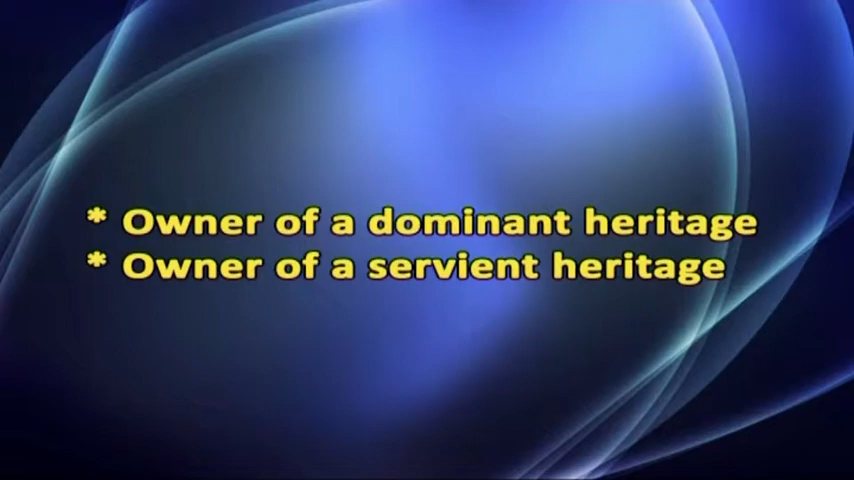 * Owner of a dominant heritage
* Owner of a servient heritage